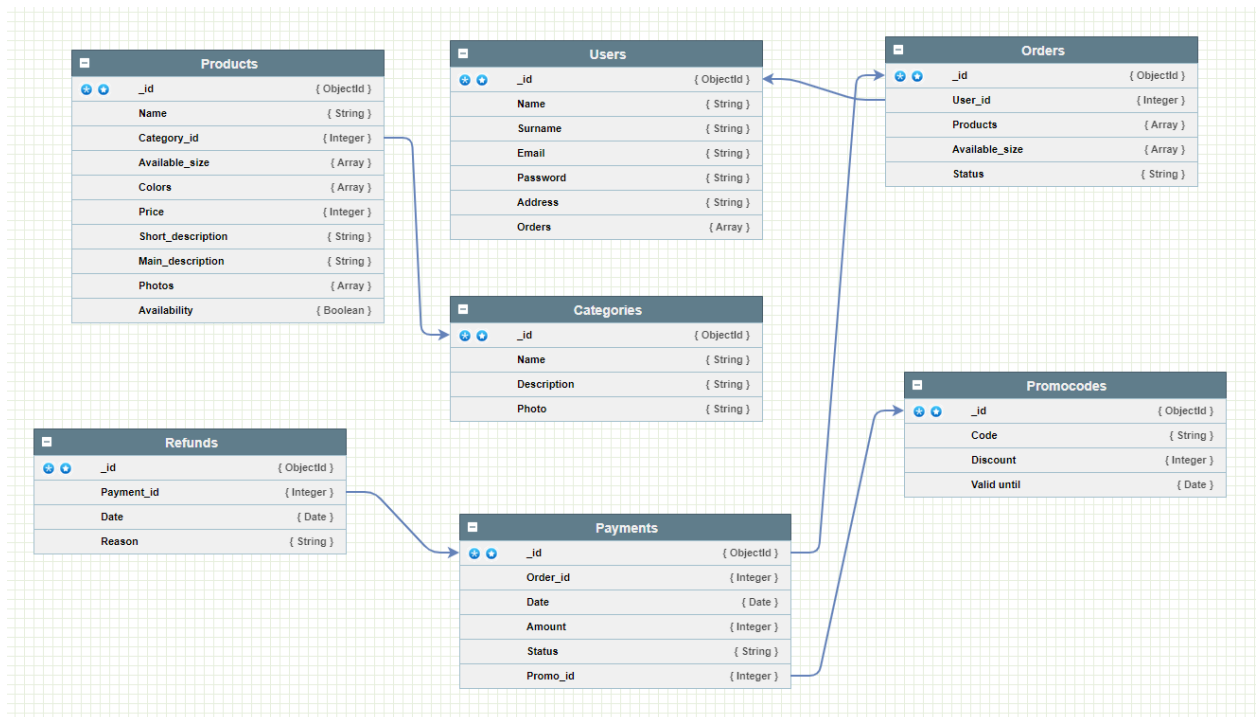 Products
_id { ObjectId }
Name { String }
Category_id { Integer }
Available_size { Array }
Colors { Array }
Price { Integer }
Short_description { String }
Main_description { String }
Photos { Array }
Availability { Boolean }
Users
_id { ObjectId }
Name { String }
Surname { String }
Email { String }
Password { String }
Address { String }
Orders { Array }
Orders
_id { ObjectId }
User_id { Integer }
Products { Array }
Available_size { Array }
Status { String }
Categories
_id { ObjectId }
Name { String }
Description { String }
Photo { String }
Promocodes
_id { ObjectId }
Code { String }
Discount { Integer }
Valid until { Date }
Refunds
_id { ObjectId }
Payment_id { Integer }
Date { Date }
Reason { String }
Payments
_id { ObjectId }
Order_id { Integer }
Date { Date }
Amount { Integer }
Status { String }
Promo_id { Integer }